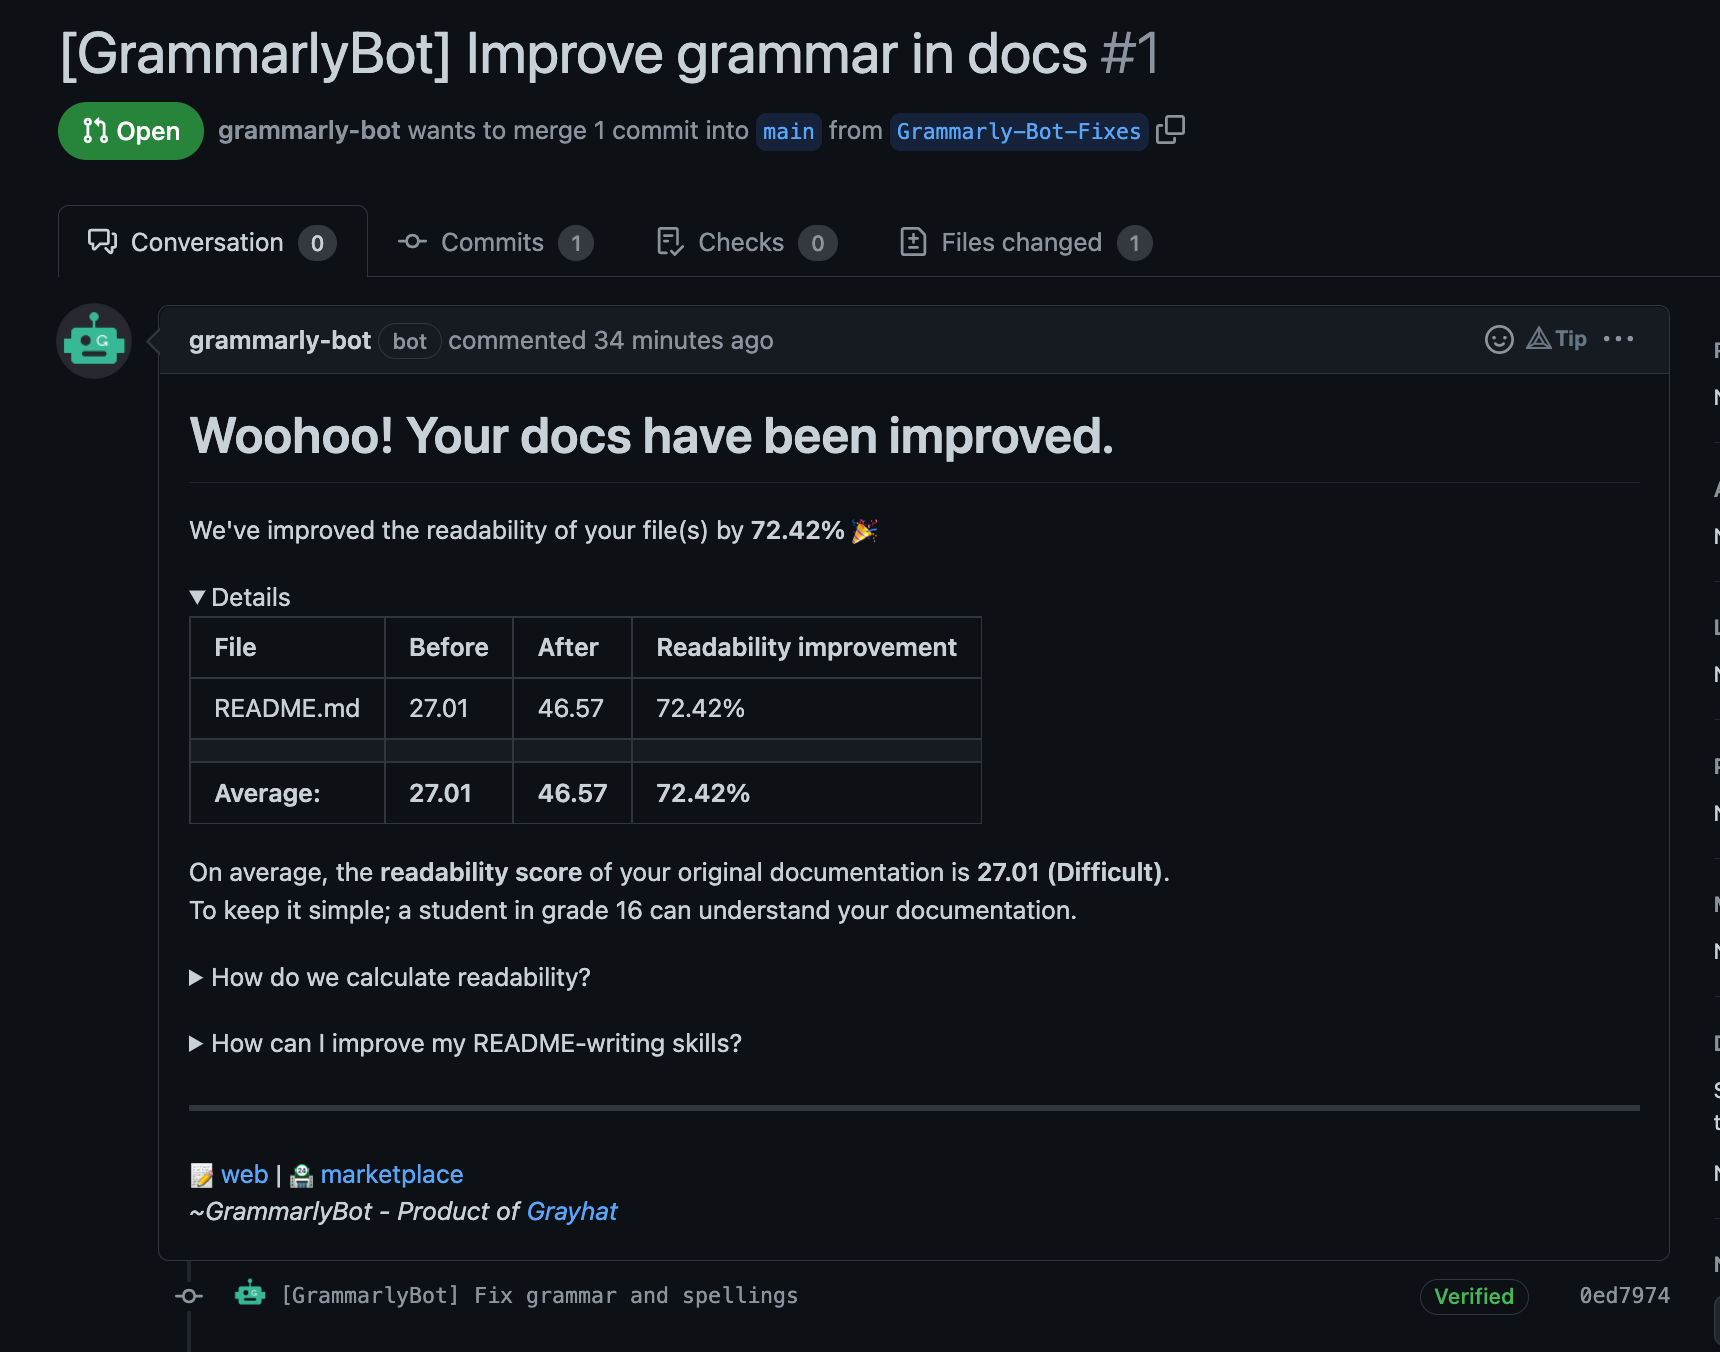 [GrammarlyBot] Improve grammar in docs #1
Open grammarly-bot wants to merge 1 commit into main from Grammarly-Bot-Fixes
Conversation 0 Commits 1 Checks 0 Files changed 1
grammarly-bot bot commented 34 minutes ago Tip
Woohoo! Your docs have been improved.
We've improved the readability of your file(s) by 72.42% 🎉
Details
File Before After Readability improvement
README.md 27.01 46.57 72.42%
Average: 27.01 46.57 72.42%
On average, the readability score of your original documentation is 27.01 (Difficult).
To keep it simple; a student in grade 16 can understand your documentation.
How do we calculate readability?
How can I improve my README-writing skills?
web | marketplace
~GrammarlyBot - Product of Grayhat
[GrammarlyBot] Fix grammar and spellings Verified 0ed7974